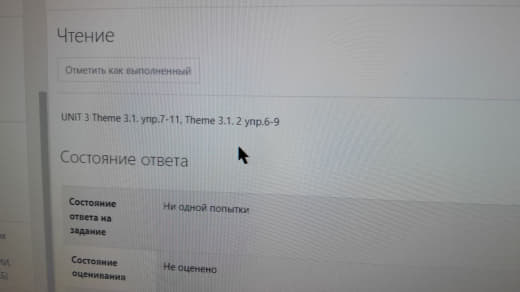 Чтение
Отметить как выполненный
UNIT 3 Theme 3.1. упр.7-11, Theme 3.1. 2 упр.6-9
Состояние ответа
Состояние
ответа на
задание
Ни одной попытки
Состояние
оценивания
Не оценено